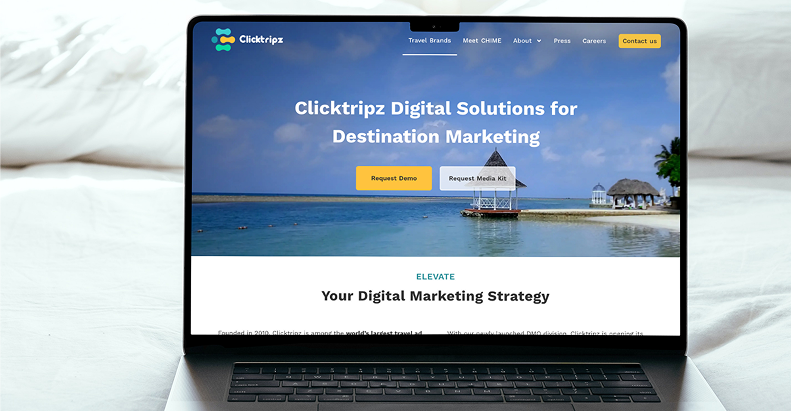 Clicktripz
Travel Brands Meet CHIME About Press Careers Contact us
Clicktripz Digital Solutions for
Destination Marketing
Request Demo Request Media Kit
ELEVATE
Your Digital Marketing Strategy
Founded in 2010, Clicktripz is among the world's largest travel ad
With our newly launched DMO division, Clicktripz is opening its